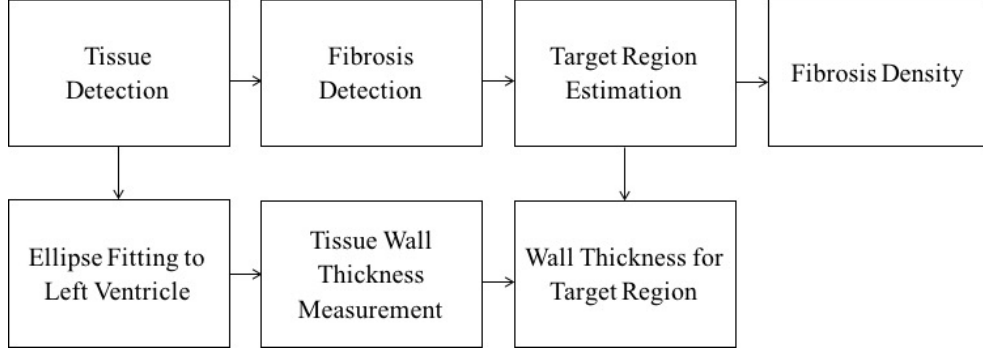 Tissue
Detection
Fibrosis
Detection
Target Region
Estimation
Fibrosis Density
Ellipse Fitting to
Left Ventricle
Tissue Wall
Thickness
Measurement
Wall Thickness for
Target Region